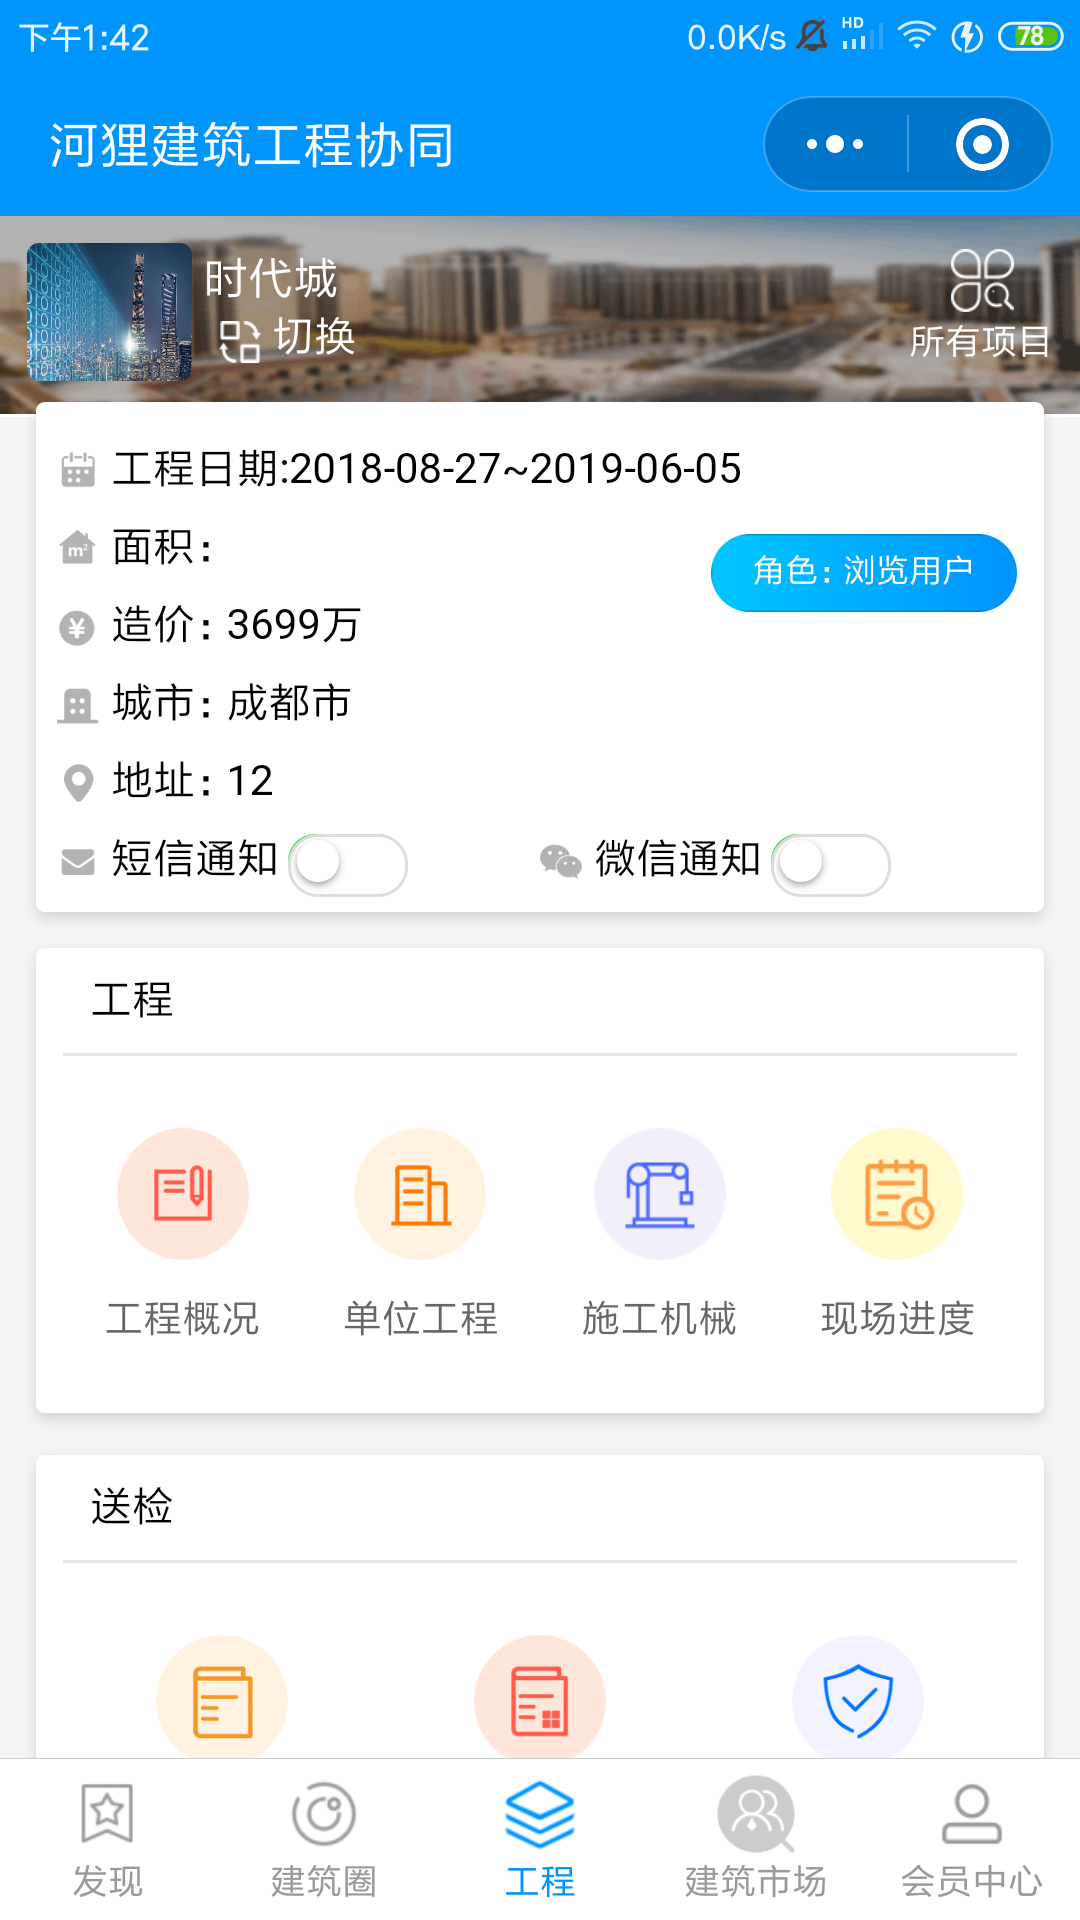 下午1:42
0.0K/s
HD
78
河狸建筑工程协同
时代城
切换
所有项目
工程日期:2018-08-27~2019-06-05
面积：
角色：浏览用户
造价：3699万
城市：成都市
地址：12
短信通知
微信通知
工程
工程概况
单位工程
施工机械
现场进度
送检
发现
建筑圈
工程
建筑市场
会员中心